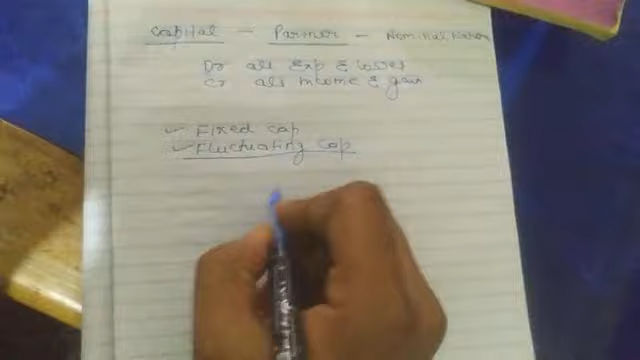 Capital - Partner - Nominal Nature
Dr all Exp & losses
Cr all income & gain
✓ Fixed cap
✓ Fluctuating Cap